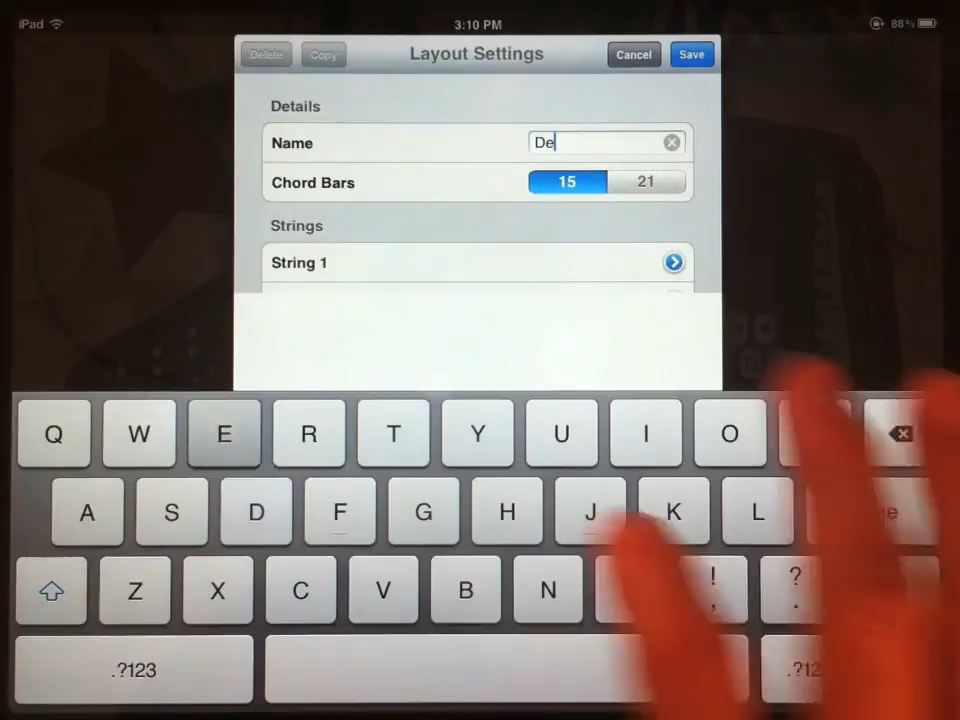 iPad 3:10 PM 88%
Delete Copy Layout Settings Cancel Save
Details
Name De
Chord Bars 15 21
Strings
String 1
Q W E R T Y U I O
A S D F G H J K L
Z X C V B N ! , ? .
.?123 .?12